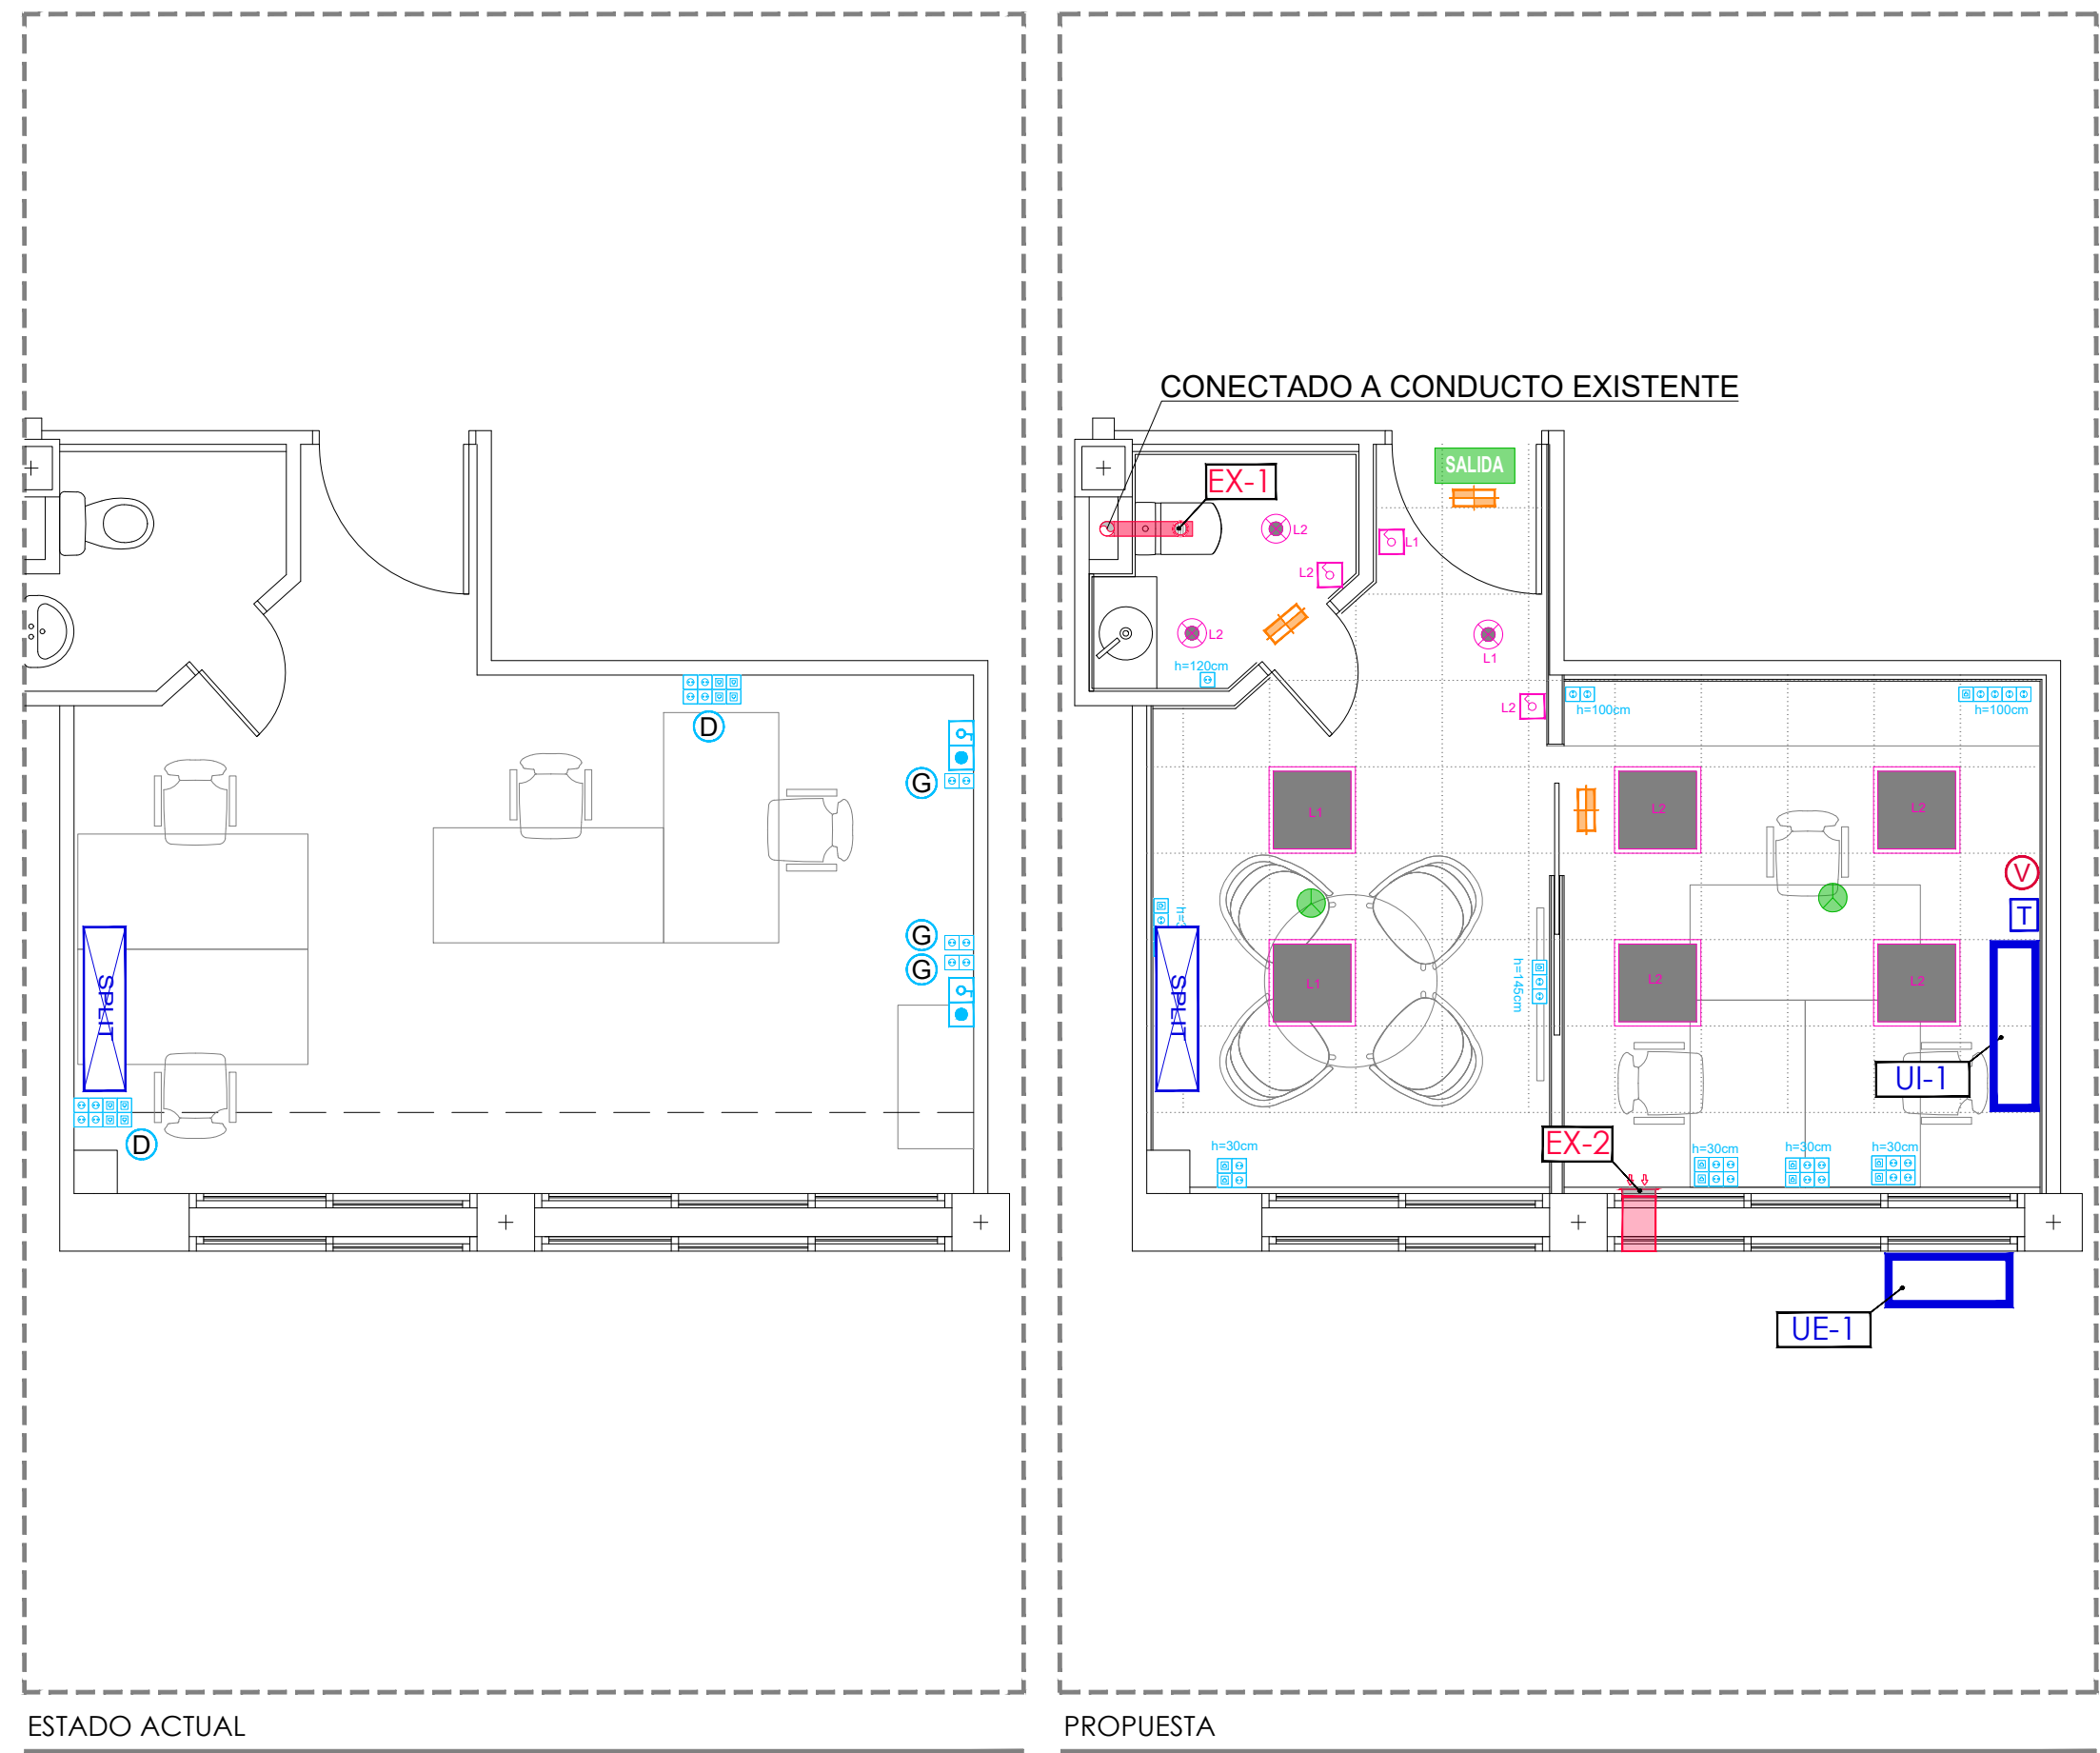 D
G
G
G
SPLIT
D
ESTADO ACTUAL
CONECTADO A CONDUCTO EXISTENTE
SALIDA
EX-1
L2
L1
L2
L2
L1
h=120cm
L2
h=100cm
h=100cm
L1
L2
L2
V
T
h=
SPLIT
L1
h=145cm
L2
L2
UI-1
EX-2
h=30cm
h=30cm
h=30cm
h=30cm
UE-1
PROPUESTA